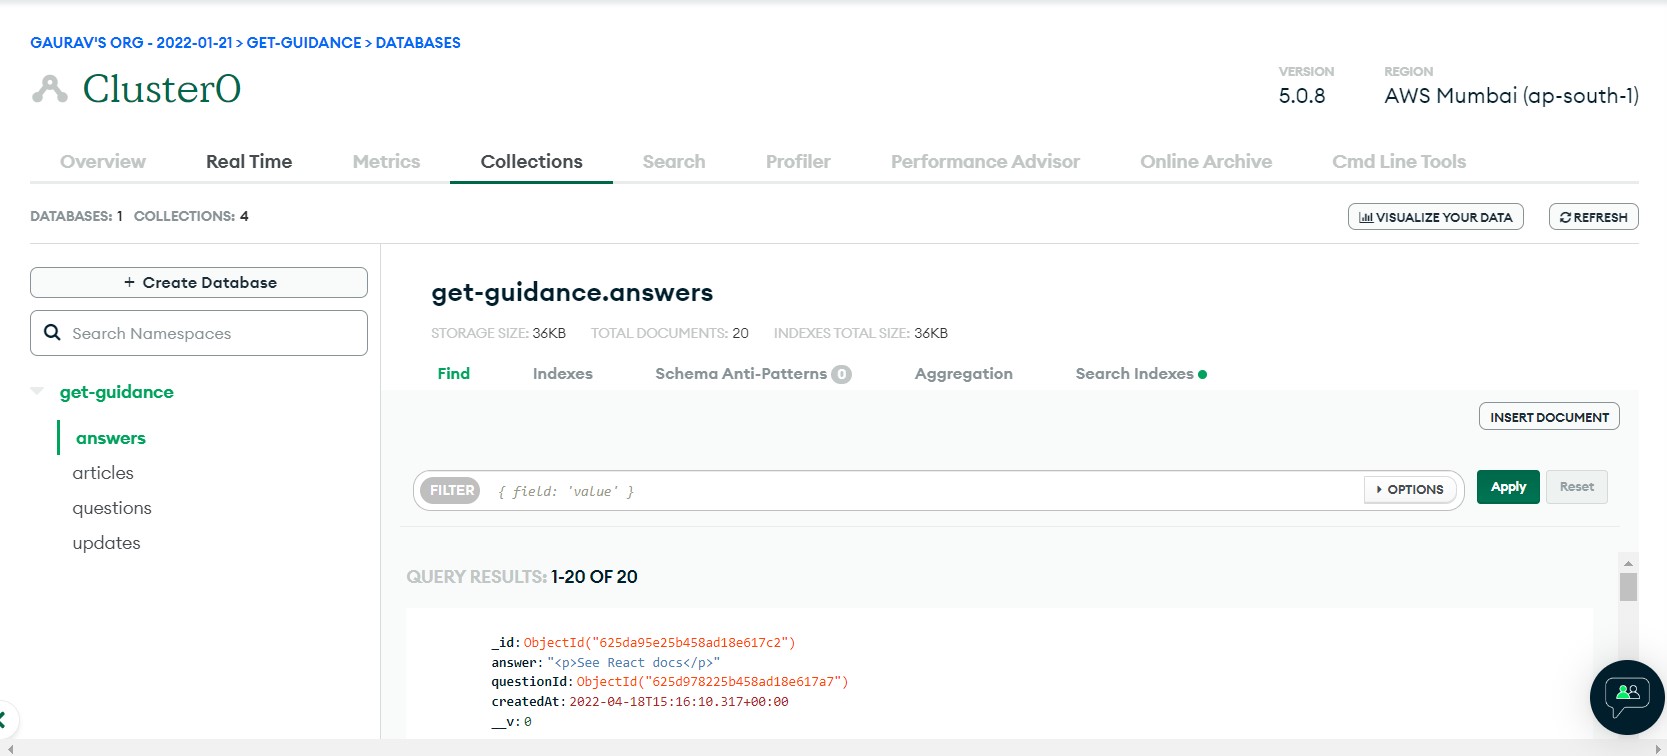 GAURAV'S ORG - 2022-01-21 > GET-GUIDANCE > DATABASES
Cluster0
VERSION
5.0.8
REGION
AWS Mumbai (ap-south-1)
Overview Real Time Metrics Collections Search Profiler Performance Advisor Online Archive Cmd Line Tools
DATABASES: 1 COLLECTIONS: 4
VISUALIZE YOUR DATA
REFRESH
+ Create Database
Search Namespaces
get-guidance
answers
articles
questions
updates
get-guidance.answers
STORAGE SIZE: 36KB TOTAL DOCUMENTS: 20 INDEXES TOTAL SIZE: 36KB
Find Indexes Schema Anti-Patterns 0 Aggregation Search Indexes
INSERT DOCUMENT
FILTER { field: 'value' } OPTIONS Apply Reset
QUERY RESULTS: 1-20 OF 20
_id: ObjectId("625da95e25b458ad18e617c2")
answer: "<p>See React docs</p>"
questionId: ObjectId("625d978225b458ad18e617a7")
createdAt: 2022-04-18T15:16:10.317+00:00
__v: 0